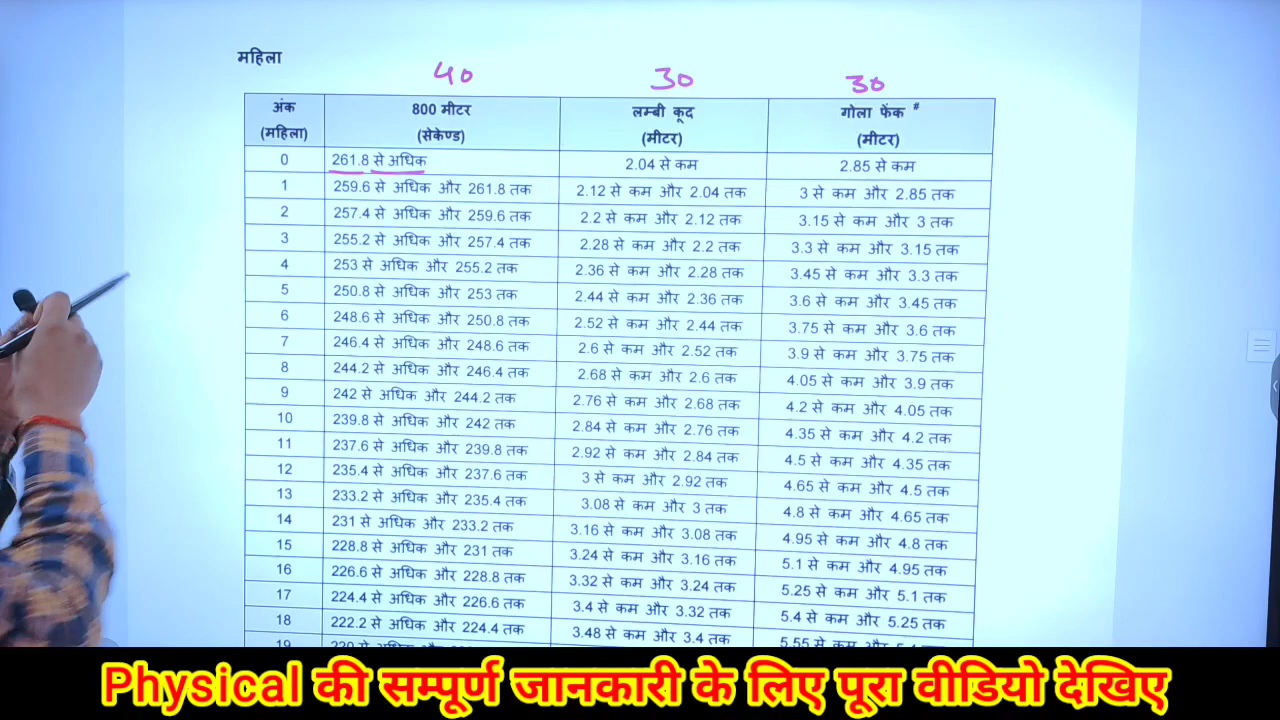 महिला
40 30 30
अंक (महिला) 800 मीटर (सेकेण्ड) लम्बी कूद (मीटर) गोला फेंक # (मीटर)
0 261.8 से अधिक 2.04 से कम 2.85 से कम
1 259.6 से अधिक और 261.8 तक 2.12 से कम और 2.04 तक 3 से कम और 2.85 तक
2 257.4 से अधिक और 259.6 तक 2.2 से कम और 2.12 तक 3.15 से कम और 3 तक
3 255.2 से अधिक और 257.4 तक 2.28 से कम और 2.2 तक 3.3 से कम और 3.15 तक
4 253 से अधिक और 255.2 तक 2.36 से कम और 2.28 तक 3.45 से कम और 3.3 तक
5 250.8 से अधिक और 253 तक 2.44 से कम और 2.36 तक 3.6 से कम और 3.45 तक
6 248.6 से अधिक और 250.8 तक 2.52 से कम और 2.44 तक 3.75 से कम और 3.6 तक
7 246.4 से अधिक और 248.6 तक 2.6 से कम और 2.52 तक 3.9 से कम और 3.75 तक
8 244.2 से अधिक और 246.4 तक 2.68 से कम और 2.6 तक 4.05 से कम और 3.9 तक
9 242 से अधिक और 244.2 तक 2.76 से कम और 2.68 तक 4.2 से कम और 4.05 तक
10 239.8 से अधिक और 242 तक 2.84 से कम और 2.76 तक 4.35 से कम और 4.2 तक
11 237.6 से अधिक और 239.8 तक 2.92 से कम और 2.84 तक 4.5 से कम और 4.35 तक
12 235.4 से अधिक और 237.6 तक 3 से कम और 2.92 तक 4.65 से कम और 4.5 तक
13 233.2 से अधिक और 235.4 तक 3.08 से कम और 3 तक 4.8 से कम और 4.65 तक
14 231 से अधिक और 233.2 तक 3.16 से कम और 3.08 तक 4.95 से कम और 4.8 तक
15 228.8 से अधिक और 231 तक 3.24 से कम और 3.16 तक 5.1 से कम और 4.95 तक
16 226.6 से अधिक और 228.8 तक 3.32 से कम और 3.24 तक 5.25 से कम और 5.1 तक
17 224.4 से अधिक और 226.6 तक 3.4 से कम और 3.32 तक 5.4 से कम और 5.25 तक
18 222.2 से अधिक और 224.4 तक 3.48 से कम और 3.4 तक 5.55 से कम और
19 220
Physical की सम्पूर्ण जानकारी के लिए पूरा वीडियो देखिए